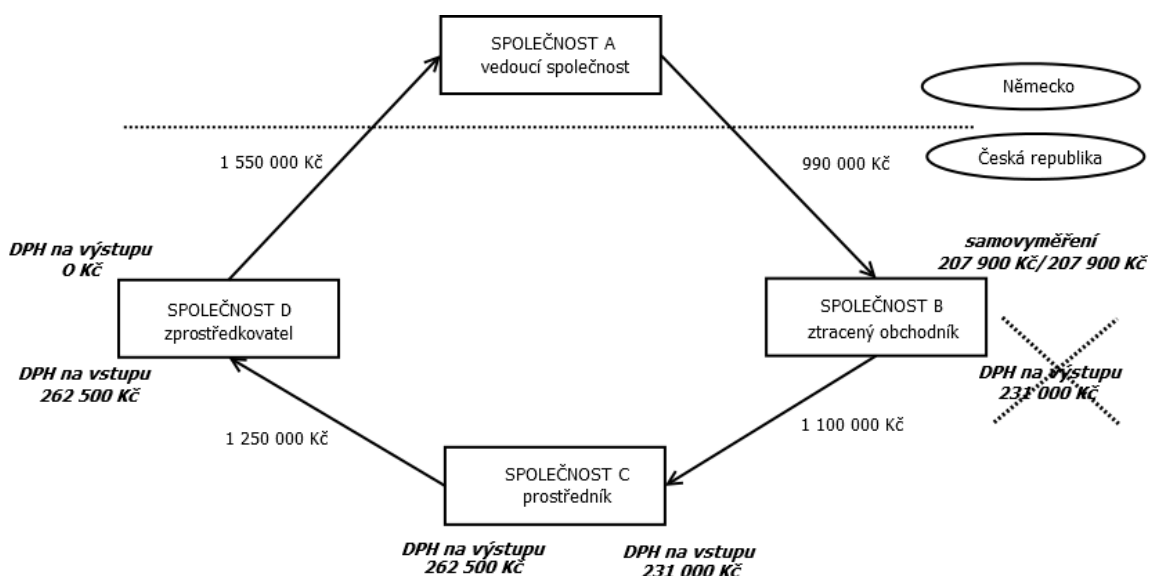 SPOLEČNOST A
vedoucí společnost
Německo
Česká republika
1 550 000 Kč
990 000 Kč
DPH na výstupu
0 Kč
samovyměření
207 900 Kč/207 900 Kč
SPOLEČNOST D
zprostředkovatel
SPOLEČNOST B
ztracený obchodník
DPH na vstupu
262 500 Kč
DPH na výstupu
231 000 Kč
1 250 000 Kč
1 100 000 Kč
SPOLEČNOST C
prostředník
DPH na výstupu
262 500 Kč
DPH na vstupu
231 000 Kč